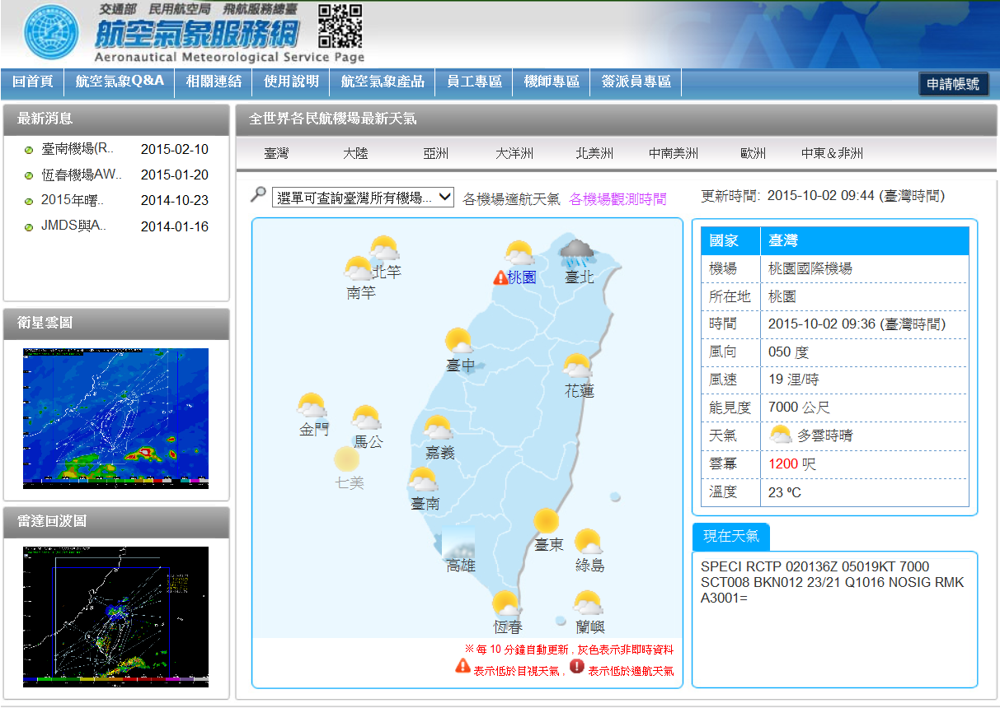 交通部 民用航空局 飛航服務總臺
航空氣象服務網
Aeronautical Meteorological Service Page
回首頁 航空氣象Q&A 相關連結 使用說明 航空氣象產品 員工專區 機師專區 簽派員專區
申請帳號
最新消息
臺南機場(R.. 2015-02-10
恆春機場AW.. 2015-01-20
2015年曙.. 2014-10-23
JMDS與A.. 2014-01-16
衛星雲圖
雷達回波圖
全世界各民航機場最新天氣
臺灣 大陸 亞洲 大洋洲 北美洲 中南美洲 歐洲 中東&非洲
選單可查詢臺灣所有機場... 各機場適航天氣 各機場觀測時間
更新時間: 2015-10-02 09:44 (臺灣時間)
北竿
南竿
桃園
臺北
臺中
花蓮
金門
馬公
嘉義
七美
臺南
臺東
高雄
綠島
恆春
蘭嶼
※ 每 10 分鐘自動更新 , 灰色表示非即時資料
表示低於目視天氣 , 表示低於適航天氣
國家 臺灣
機場 桃園國際機場
所在地 桃園
時間 2015-10-02 09:36 (臺灣時間)
風向 050 度
風速 19 浬/時
能見度 7000 公尺
天氣 多雲時晴
雲幕 1200 呎
溫度 23 ºC
現在天氣
SPECI RCTP 020136Z 05019KT 7000
SCT008 BKN012 23/21 Q1016 NOSIG RMK
A3001=